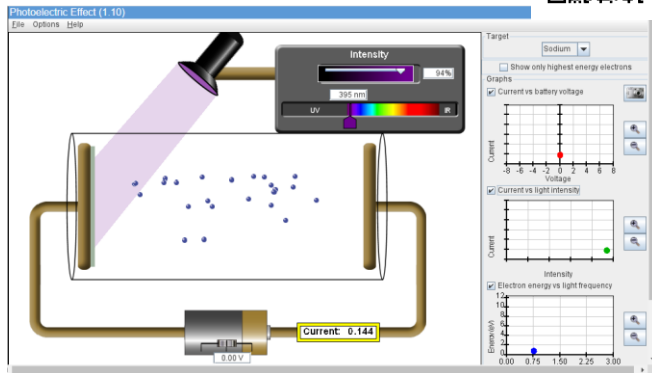 Photoelectric Effect (1.10)
File Options Help
Intensity
94%
395 nm
UV
IR
Current: 0.144
0.00 V
Target
Sodium
Show only highest energy electrons
Graphs
Current vs battery voltage
Current
-8 -6 -4 -2 0 2 4 6 8
Voltage
Current vs light intensity
Current
Intensity
Electron energy vs light frequency
Energy (eV)
12
10
8
6
4
2
0
0.00 0.75 1.50 2.25 3.00